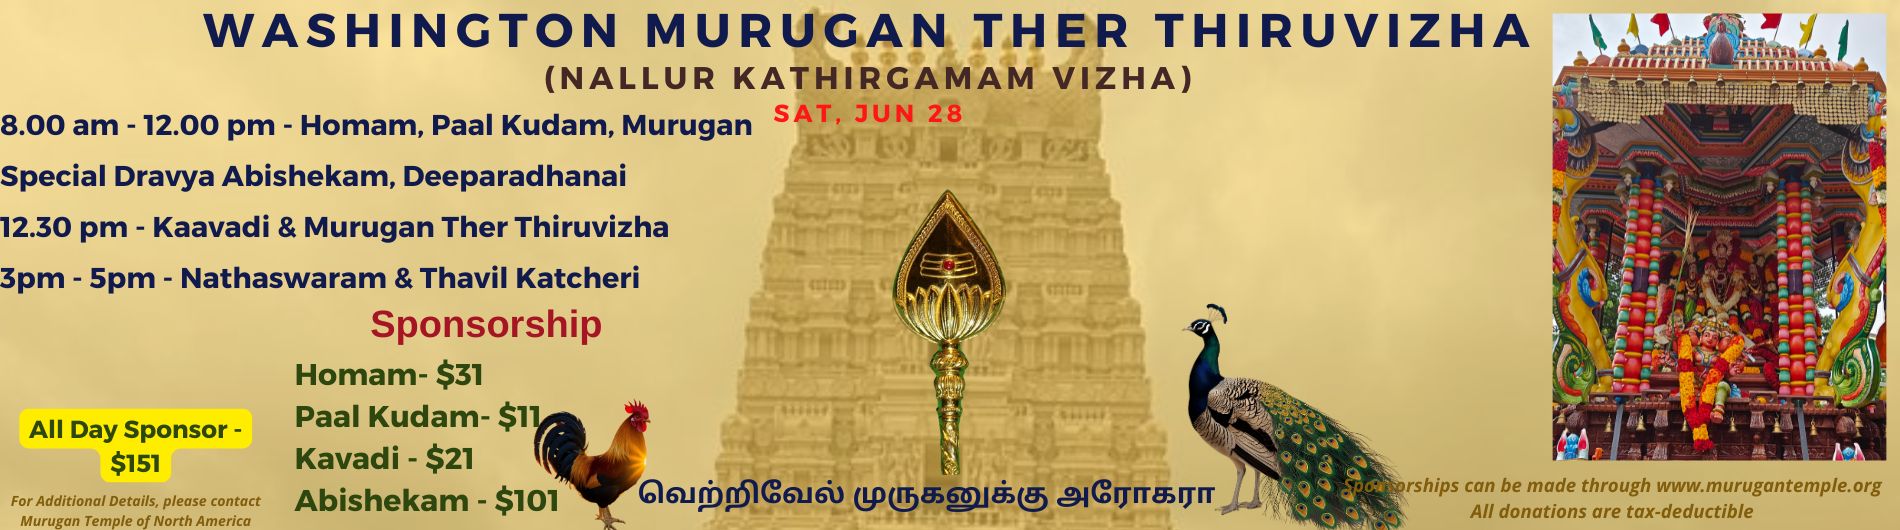 WASHINGTON MURUGAN THER THIRUVIZHA
(NALLUR KATHIRGAMAM VIZHA)
SAT, JUN 28
8.00 am - 12.00 pm - Homam, Paal Kudam, Murugan
Special Dravya Abishekam, Deeparadhanai
12.30 pm - Kaavadi & Murugan Ther Thiruvizha
3pm - 5pm - Nathaswaram & Thavil Katcheri
Sponsorship
Homam- $31
Paal Kudam- $11
Kavadi - $21
Abishekam - $101
All Day Sponsor -
$151
For Additional Details, please contact
Murugan Temple of North America
வெற்றிவேல் முருகனுக்கு அரோகரா
Sponsorships can be made through www.murugantemple.org
All donations are tax-deductible